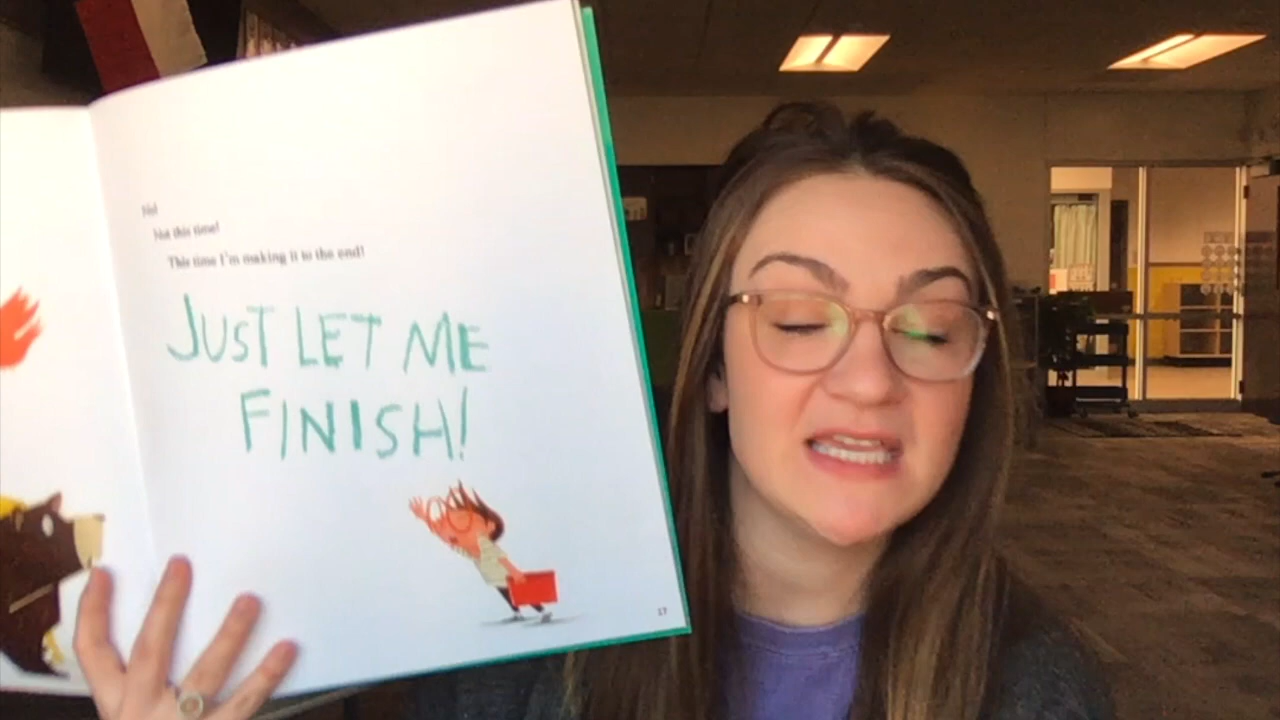 No!
Not this time!
This time I'm making it to the end!
JUST LET ME
FINISH!
17